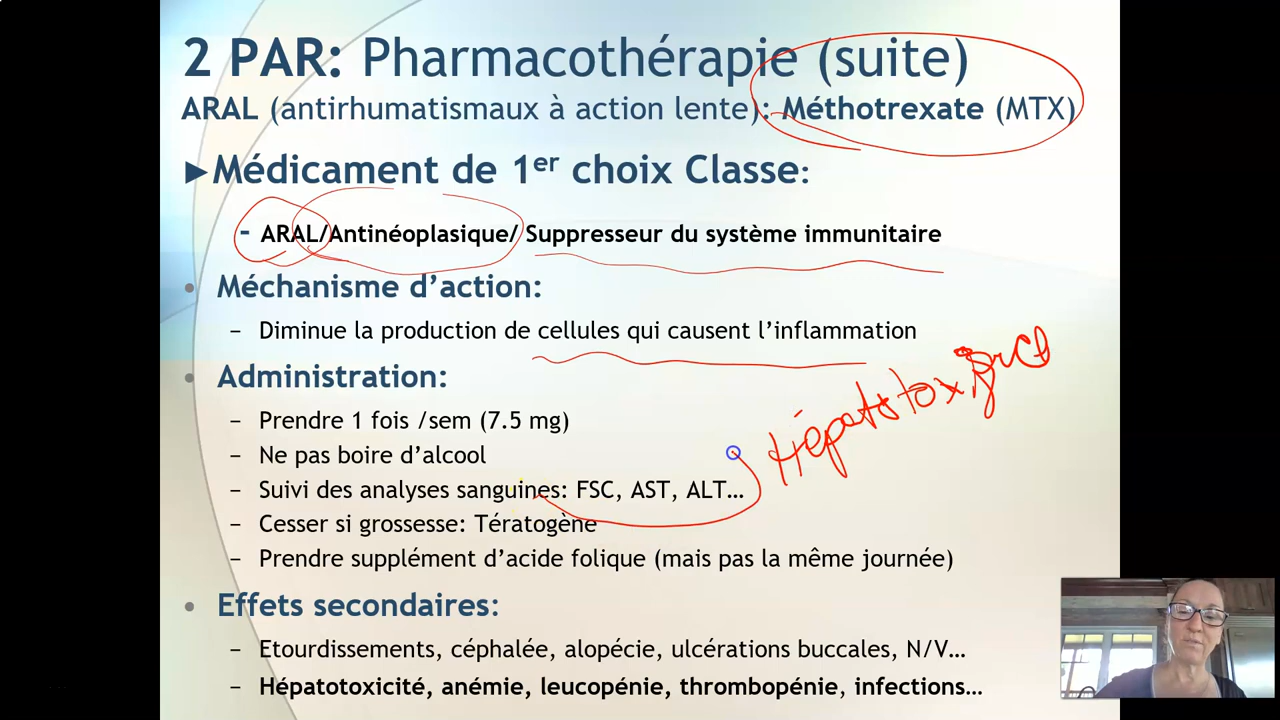 2 PAR: Pharmacothérapie (suite)
ARAL (antirhumatismaux à action lente): Méthotrexate (MTX)
►Médicament de 1er choix Classe:
- ARAL/Antinéoplasique/ Suppresseur du système immunitaire
• Méchanisme d'action:
– Diminue la production de cellules qui causent l'inflammation
• Administration:
– Prendre 1 fois /sem (7.5 mg)
– Ne pas boire d'alcool
– Suivi des analyses sanguines: FSC, AST, ALT…
Hépatotox
– Cesser si grossesse: Tératogène
– Prendre supplément d'acide folique (mais pas la même journée)
• Effets secondaires:
– Etourdissements, céphalée, alopécie, ulcérations buccales, N/V…
– Hépatotoxicité, anémie, leucopénie, thrombopénie, infections…